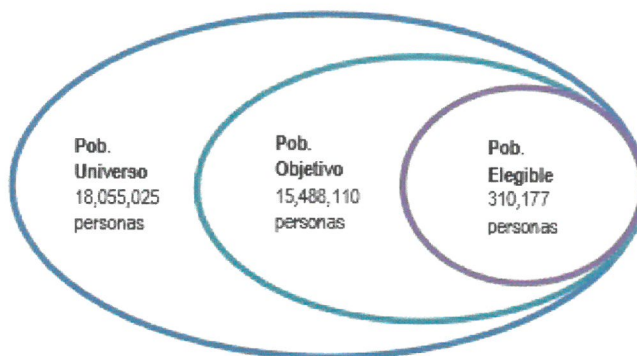 Pob.
Universo
18,055,025
personas
Pob.
Objetivo
15,488,110
personas
Pob.
Elegible
310,177
personas